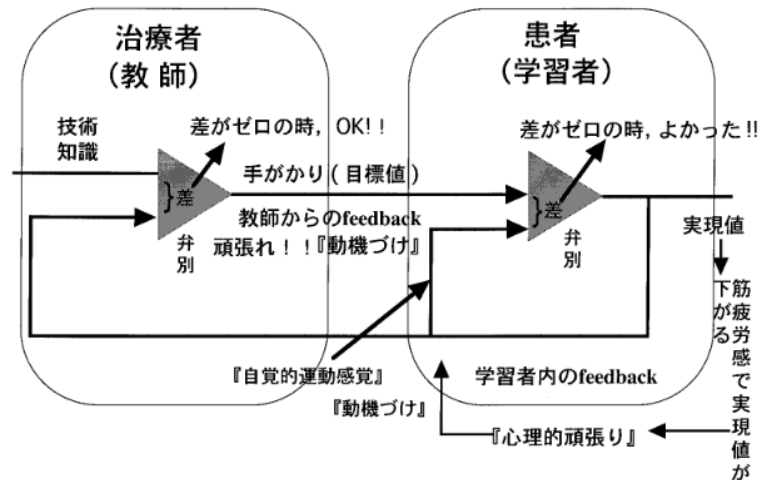 治療者
（教 師）
技術
知識
差がゼロの時，OK!！
}差
弁別
手がかり（目標値）
教師からのfeedback
頑張れ！！『動機づけ』
患者
（学習者）
差がゼロの時，よかった!!
}差
弁別
実現値
筋疲労感で実現値が
下がる
『自覚的運動感覚』
学習者内のfeedback
『動機づけ』
『心理的頑張り』